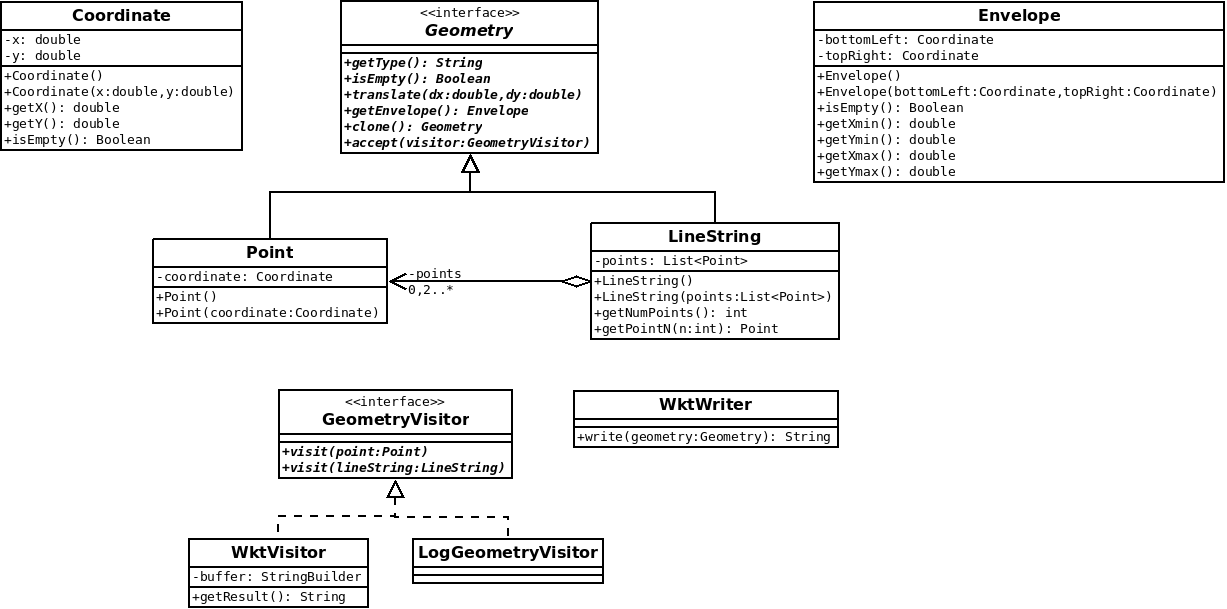 Coordinate
-x: double
-y: double
+Coordinate()
+Coordinate(x:double,y:double)
+getX(): double
+getY(): double
+isEmpty(): Boolean
<<interface>>
Geometry
+getType(): String
+isEmpty(): Boolean
+translate(dx:double,dy:double)
+getEnvelope(): Envelope
+clone(): Geometry
+accept(visitor:GeometryVisitor)
Envelope
-bottomLeft: Coordinate
-topRight: Coordinate
+Envelope()
+Envelope(bottomLeft:Coordinate,topRight:Coordinate)
+isEmpty(): Boolean
+getXmin(): double
+getYmin(): double
+getXmax(): double
+getYmax(): double
Point
-coordinate: Coordinate
+Point()
+Point(coordinate:Coordinate)
-points
0,2..*
LineString
-points: List<Point>
+LineString()
+LineString(points:List<Point>)
+getNumPoints(): int
+getPointN(n:int): Point
<<interface>>
GeometryVisitor
+visit(point:Point)
+visit(lineString:LineString)
WktWriter
+write(geometry:Geometry): String
WktVisitor
-buffer: StringBuilder
+getResult(): String
LogGeometryVisitor